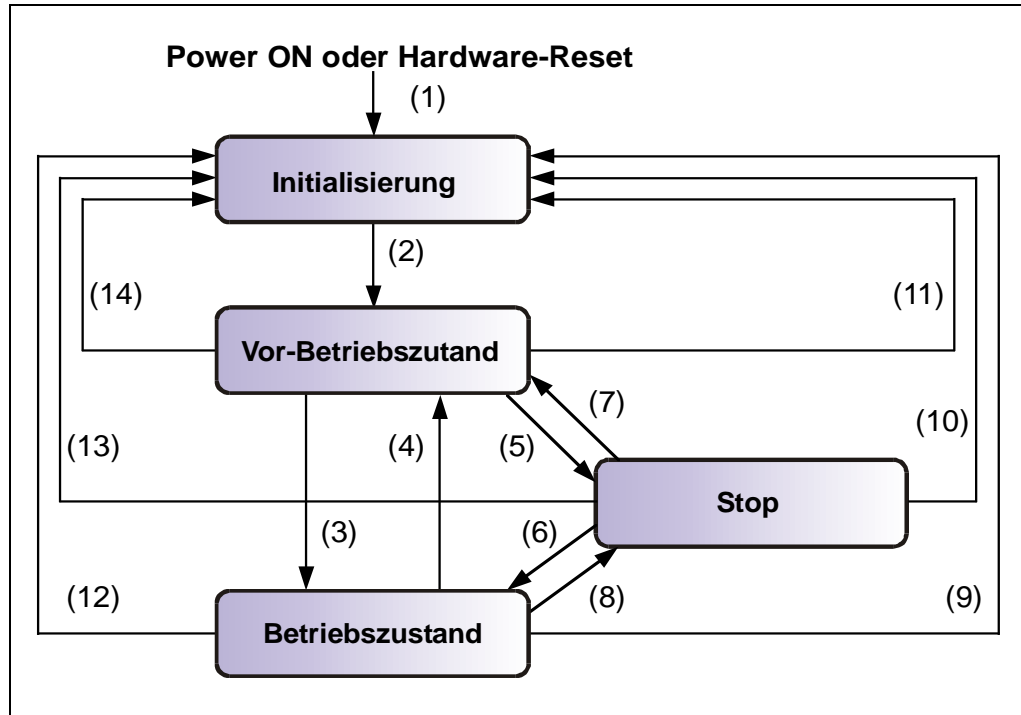 Power ON oder Hardware-Reset
(1)
Initialisierung
(2)
(14)
(11)
Vor-Betriebszutand
(7)
(13)
(4)
(5)
(10)
Stop
(3)
(6)
(12)
(8)
(9)
Betriebszustand